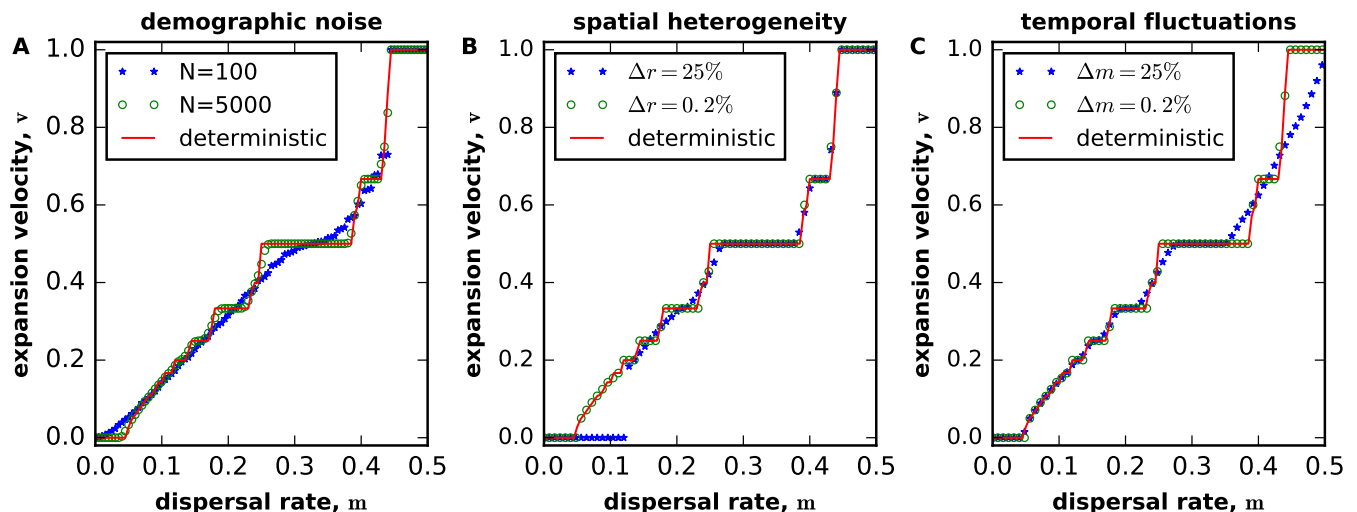 demographic noise
A
1.0
0.8
0.6
0.4
0.2
0.0
expansion velocity, v
N=100
N=5000
deterministic
0.0 0.1 0.2 0.3 0.4 0.5
dispersal rate, m
spatial heterogeneity
B
1.0
0.8
0.6
0.4
0.2
0.0
expansion velocity, v
Δr = 25%
Δr = 0.2%
deterministic
0.0 0.1 0.2 0.3 0.4 0.5
dispersal rate, m
temporal fluctuations
C
1.0
0.8
0.6
0.4
0.2
0.0
expansion velocity, v
Δm = 25%
Δm = 0.2%
deterministic
0.0 0.1 0.2 0.3 0.4 0.5
dispersal rate, m